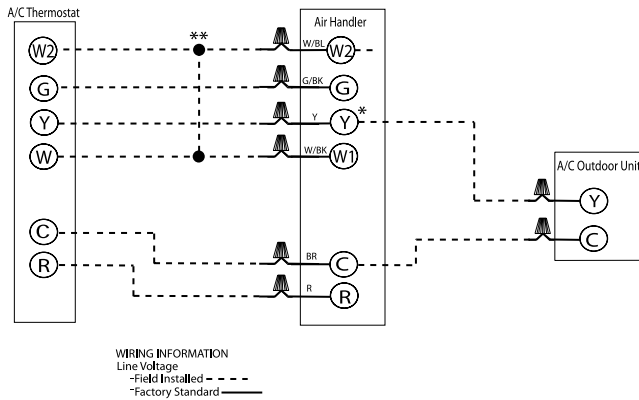 A/C Thermostat
Air Handler
**
W2
W/BL
W2
G
G/BK
G
Y
Y
Y
*
W
W/BK
W1
A/C Outdoor Unit
Y
C
C
BR
C
R
R
R
WIRING INFORMATION
Line Voltage
-Field Installed
-Factory Standard